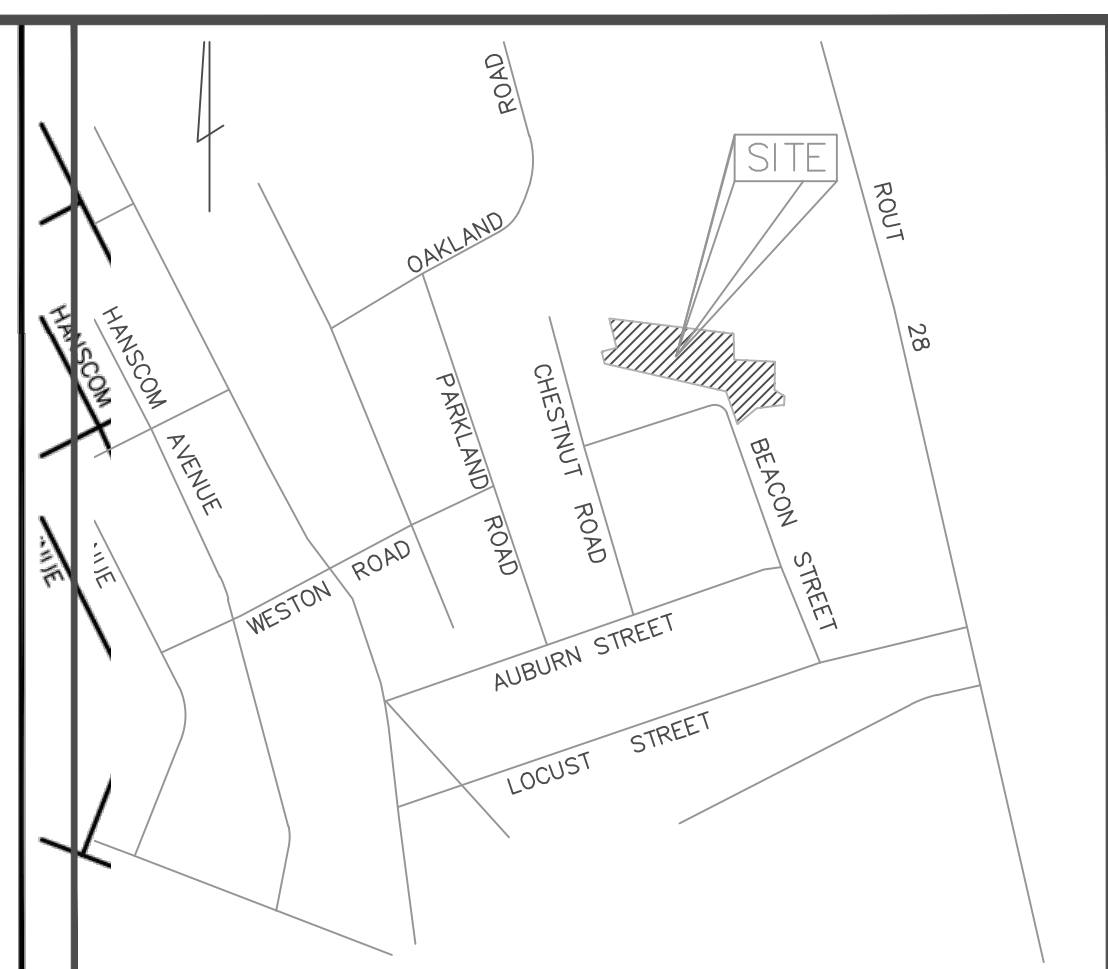 ROAD
SITE
ROUT 28
OAKLAND
HANSCOM
HANSCOM AVENUE
PARKLAND ROAD
CHESTNUT ROAD
BEACON STREET
WESTON ROAD
AUBURN STREET
LOCUST STREET